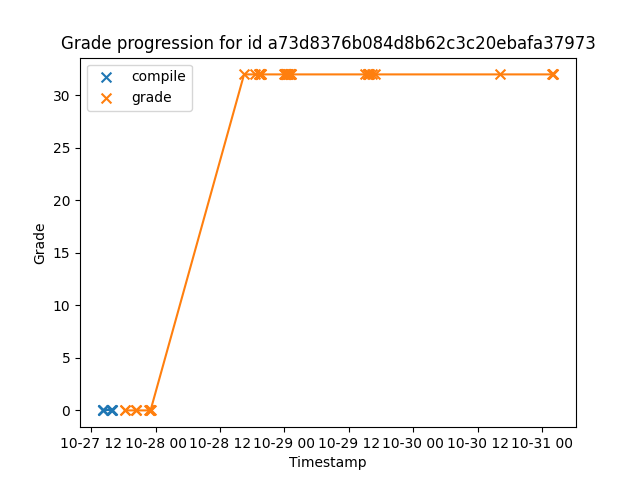 Grade progression for id a73d8376b084d8b62c3c20ebafa37973
compile
grade
Grade
30
25
20
15
10
5
0
10-27 12 10-28 00 10-28 12 10-29 00 10-29 12 10-30 00 10-30 12 10-31 00
Timestamp